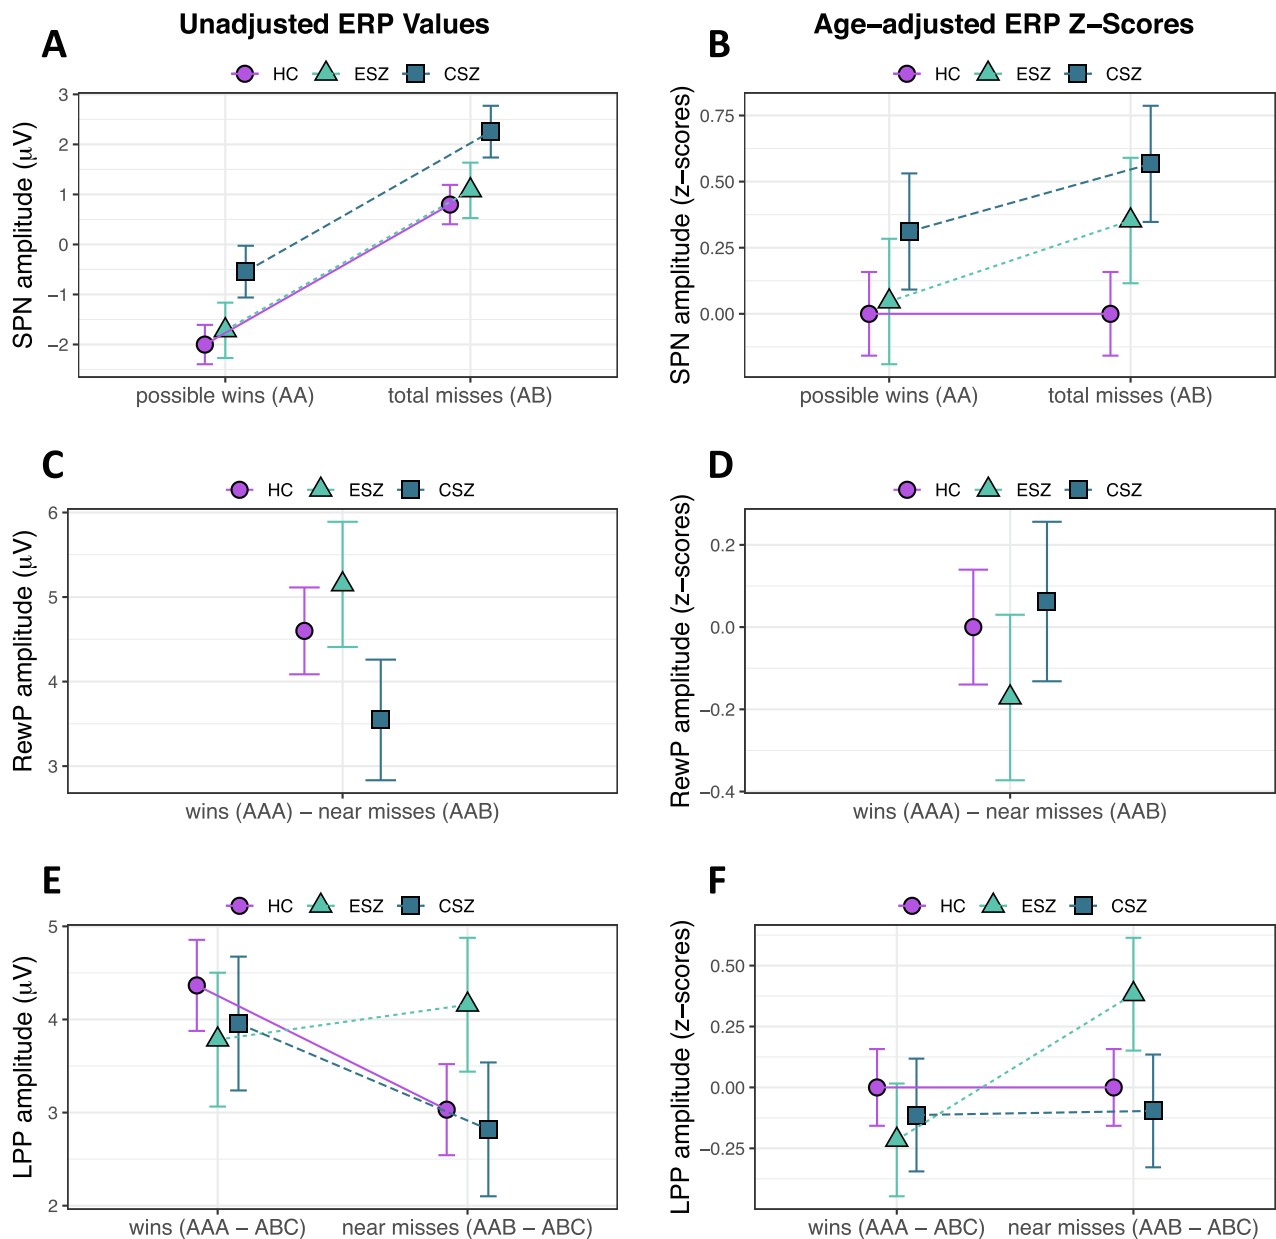 Unadjusted ERP Values
Age−adjusted ERP Z−Scores
A
HC ESZ CSZ
SPN amplitude (μV)
3
2
1
0
−1
−2
possible wins (AA) total misses (AB)
B
HC ESZ CSZ
SPN amplitude (z−scores)
0.75
0.50
0.25
0.00
possible wins (AA) total misses (AB)
C
HC ESZ CSZ
RewP amplitude (μV)
6
5
4
3
wins (AAA) − near misses (AAB)
D
HC ESZ CSZ
RewP amplitude (z−scores)
0.2
0.0
−0.2
−0.4
wins (AAA) − near misses (AAB)
E
HC ESZ CSZ
LPP amplitude (μV)
5
4
3
2
wins (AAA − ABC) near misses (AAB − ABC)
F
HC ESZ CSZ
LPP amplitude (z−scores)
0.50
0.25
0.00
−0.25
wins (AAA − ABC) near misses (AAB − ABC)